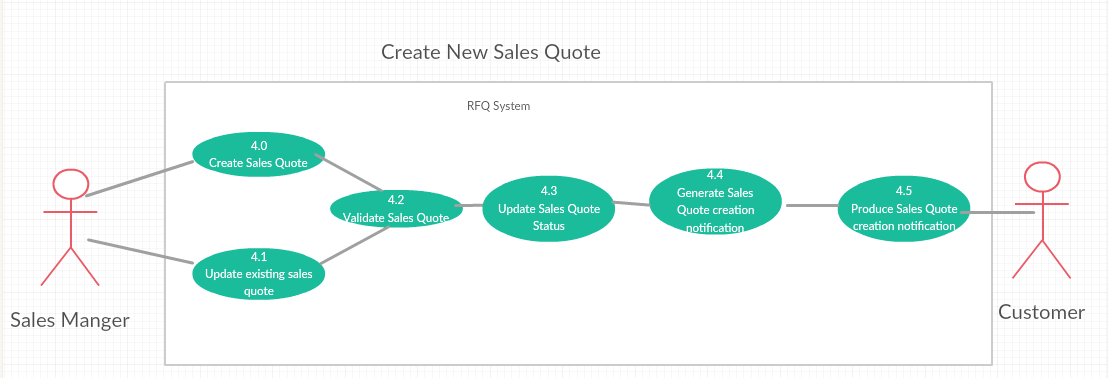 Create New Sales Quote
RFQ System
4.0
Create Sales Quote
4.1
Update existing sales
quote
4.2
Validate Sales Quote
4.3
Update Sales Quote
Status
4.4
Generate Sales
Quote creation
notification
4.5
Produce Sales Quote
creation notification
Sales Manger
Customer